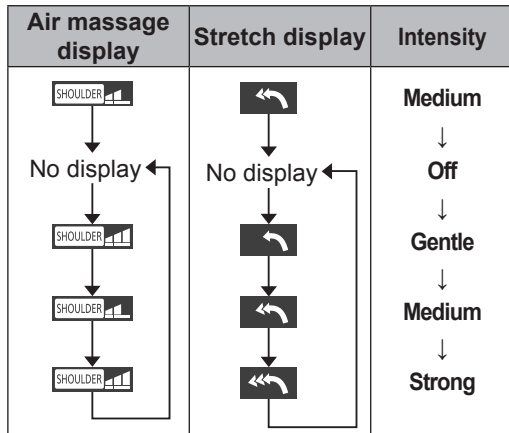 Air massage
display
Stretch display
Intensity
SHOULDER
Medium
↓
No display
No display
Off
↓
SHOULDER
Gentle
↓
SHOULDER
Medium
↓
SHOULDER
Strong